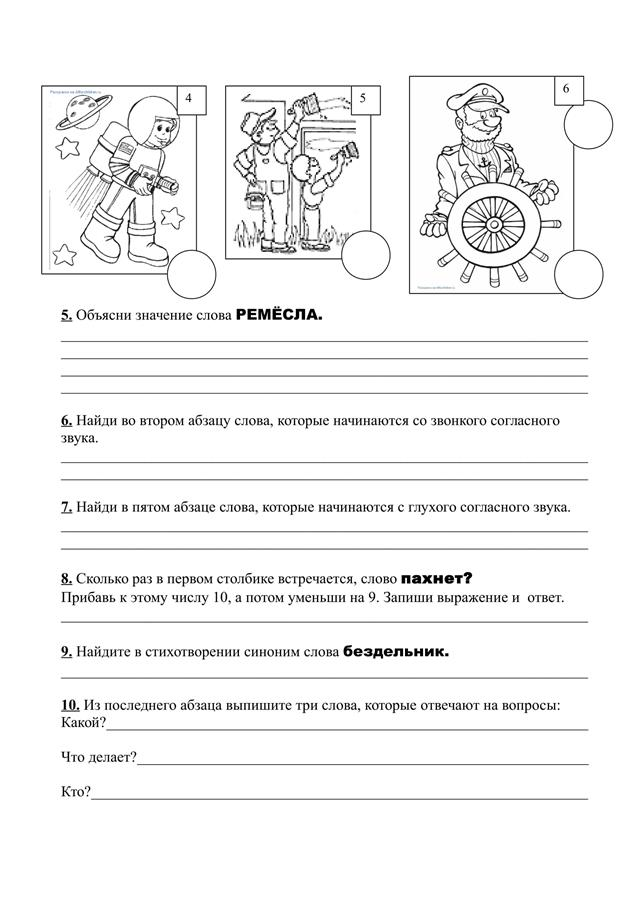 4
5
6
5. Объясни значение слова РЕМЁСЛА.
6. Найди во втором абзацу слова, которые начинаются со звонкого согласного
звука.
7. Найди в пятом абзаце слова, которые начинаются с глухого согласного звука.
8. Сколько раз в первом столбике встречается, слово пахнет?
Прибавь к этому числу 10, а потом уменьши на 9. Запиши выражение и ответ.
9. Найдите в стихотворении синоним слова бездельник.
10. Из последнего абзаца выпишите три слова, которые отвечают на вопросы:
Какой?
Что делает?
Кто?